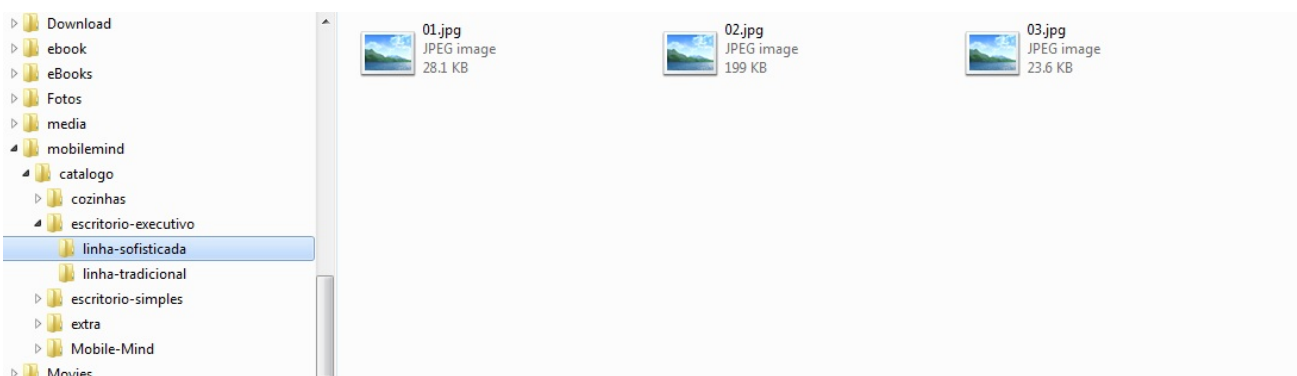 Download
ebook
eBooks
Fotos
media
mobilemind
catalogo
cozinhas
escritorio-executivo
linha-sofisticada
linha-tradicional
escritorio-simples
extra
Mobile-Mind
Movies
01.jpg
JPEG image
28.1 KB
02.jpg
JPEG image
199 KB
03.jpg
JPEG image
23.6 KB